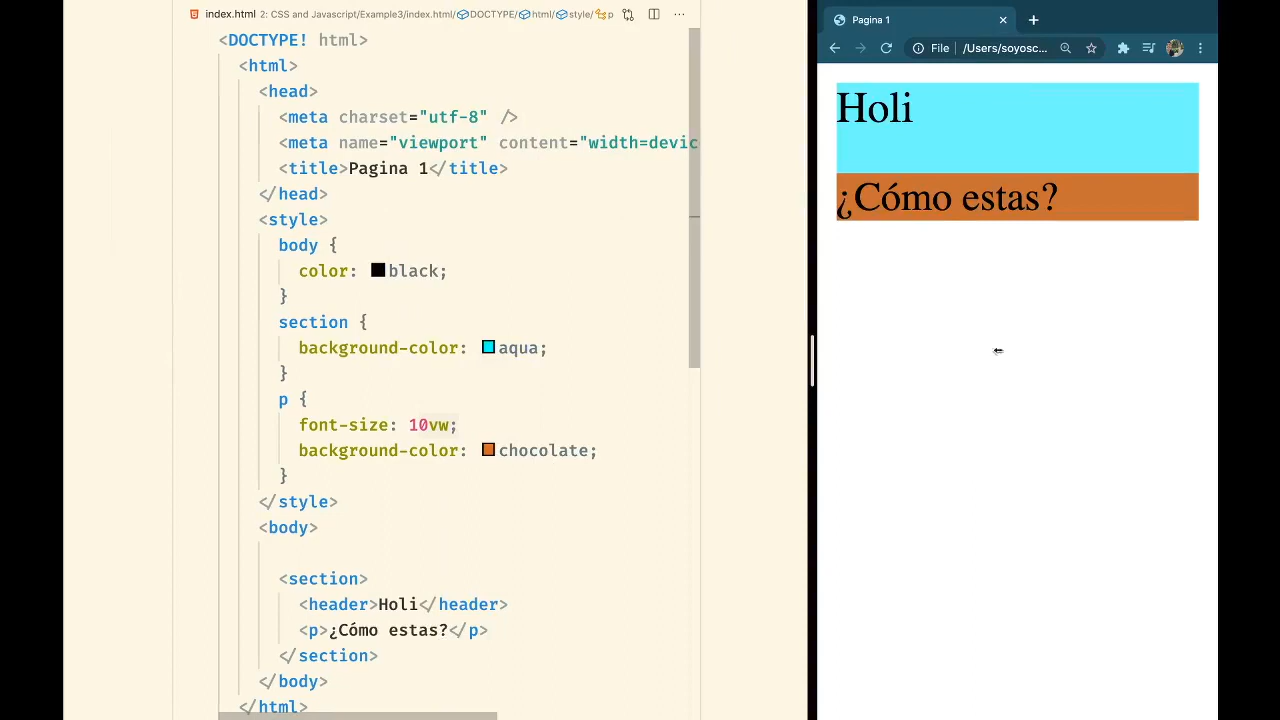 index.html 2: CSS and Javascript/Example3/index.html/DOCTYPE/html/style/p ...
<DOCTYPE! html>
<html>
<head>
<meta charset="utf-8" />
<meta name="viewport" content="width=devic
<title>Pagina 1</title>
</head>
<style>
body {
color: black;
}
section {
background-color: aqua;
}
p {
font-size: 10vw;
background-color: chocolate;
}
</style>
<body>
<section>
<header>Holi</header>
<p>¿Cómo estas?</p>
</section>
</body>
</html>
Pagina 1
File /Users/soyosc...
Holi
¿Cómo estas?